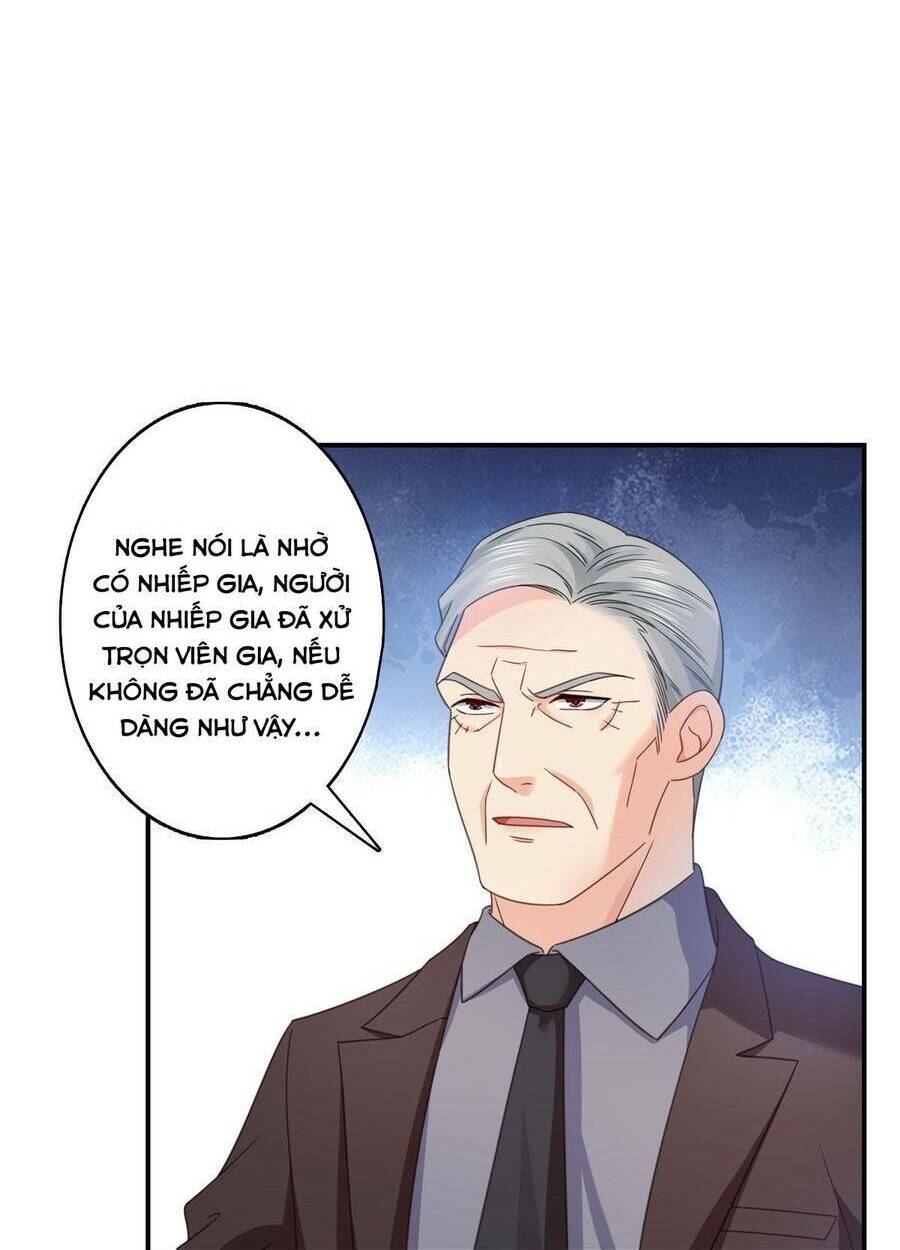 NGHE NÓI LÀ NHỜ
CÓ NHIẾP GIA, NGƯỜI
CỦA NHIẾP GIA ĐÃ XỬ
TRỌN VIÊN GIA, NẾU
KHÔNG ĐÃ CHẲNG DỄ
DÀNG NHƯ VẬY...